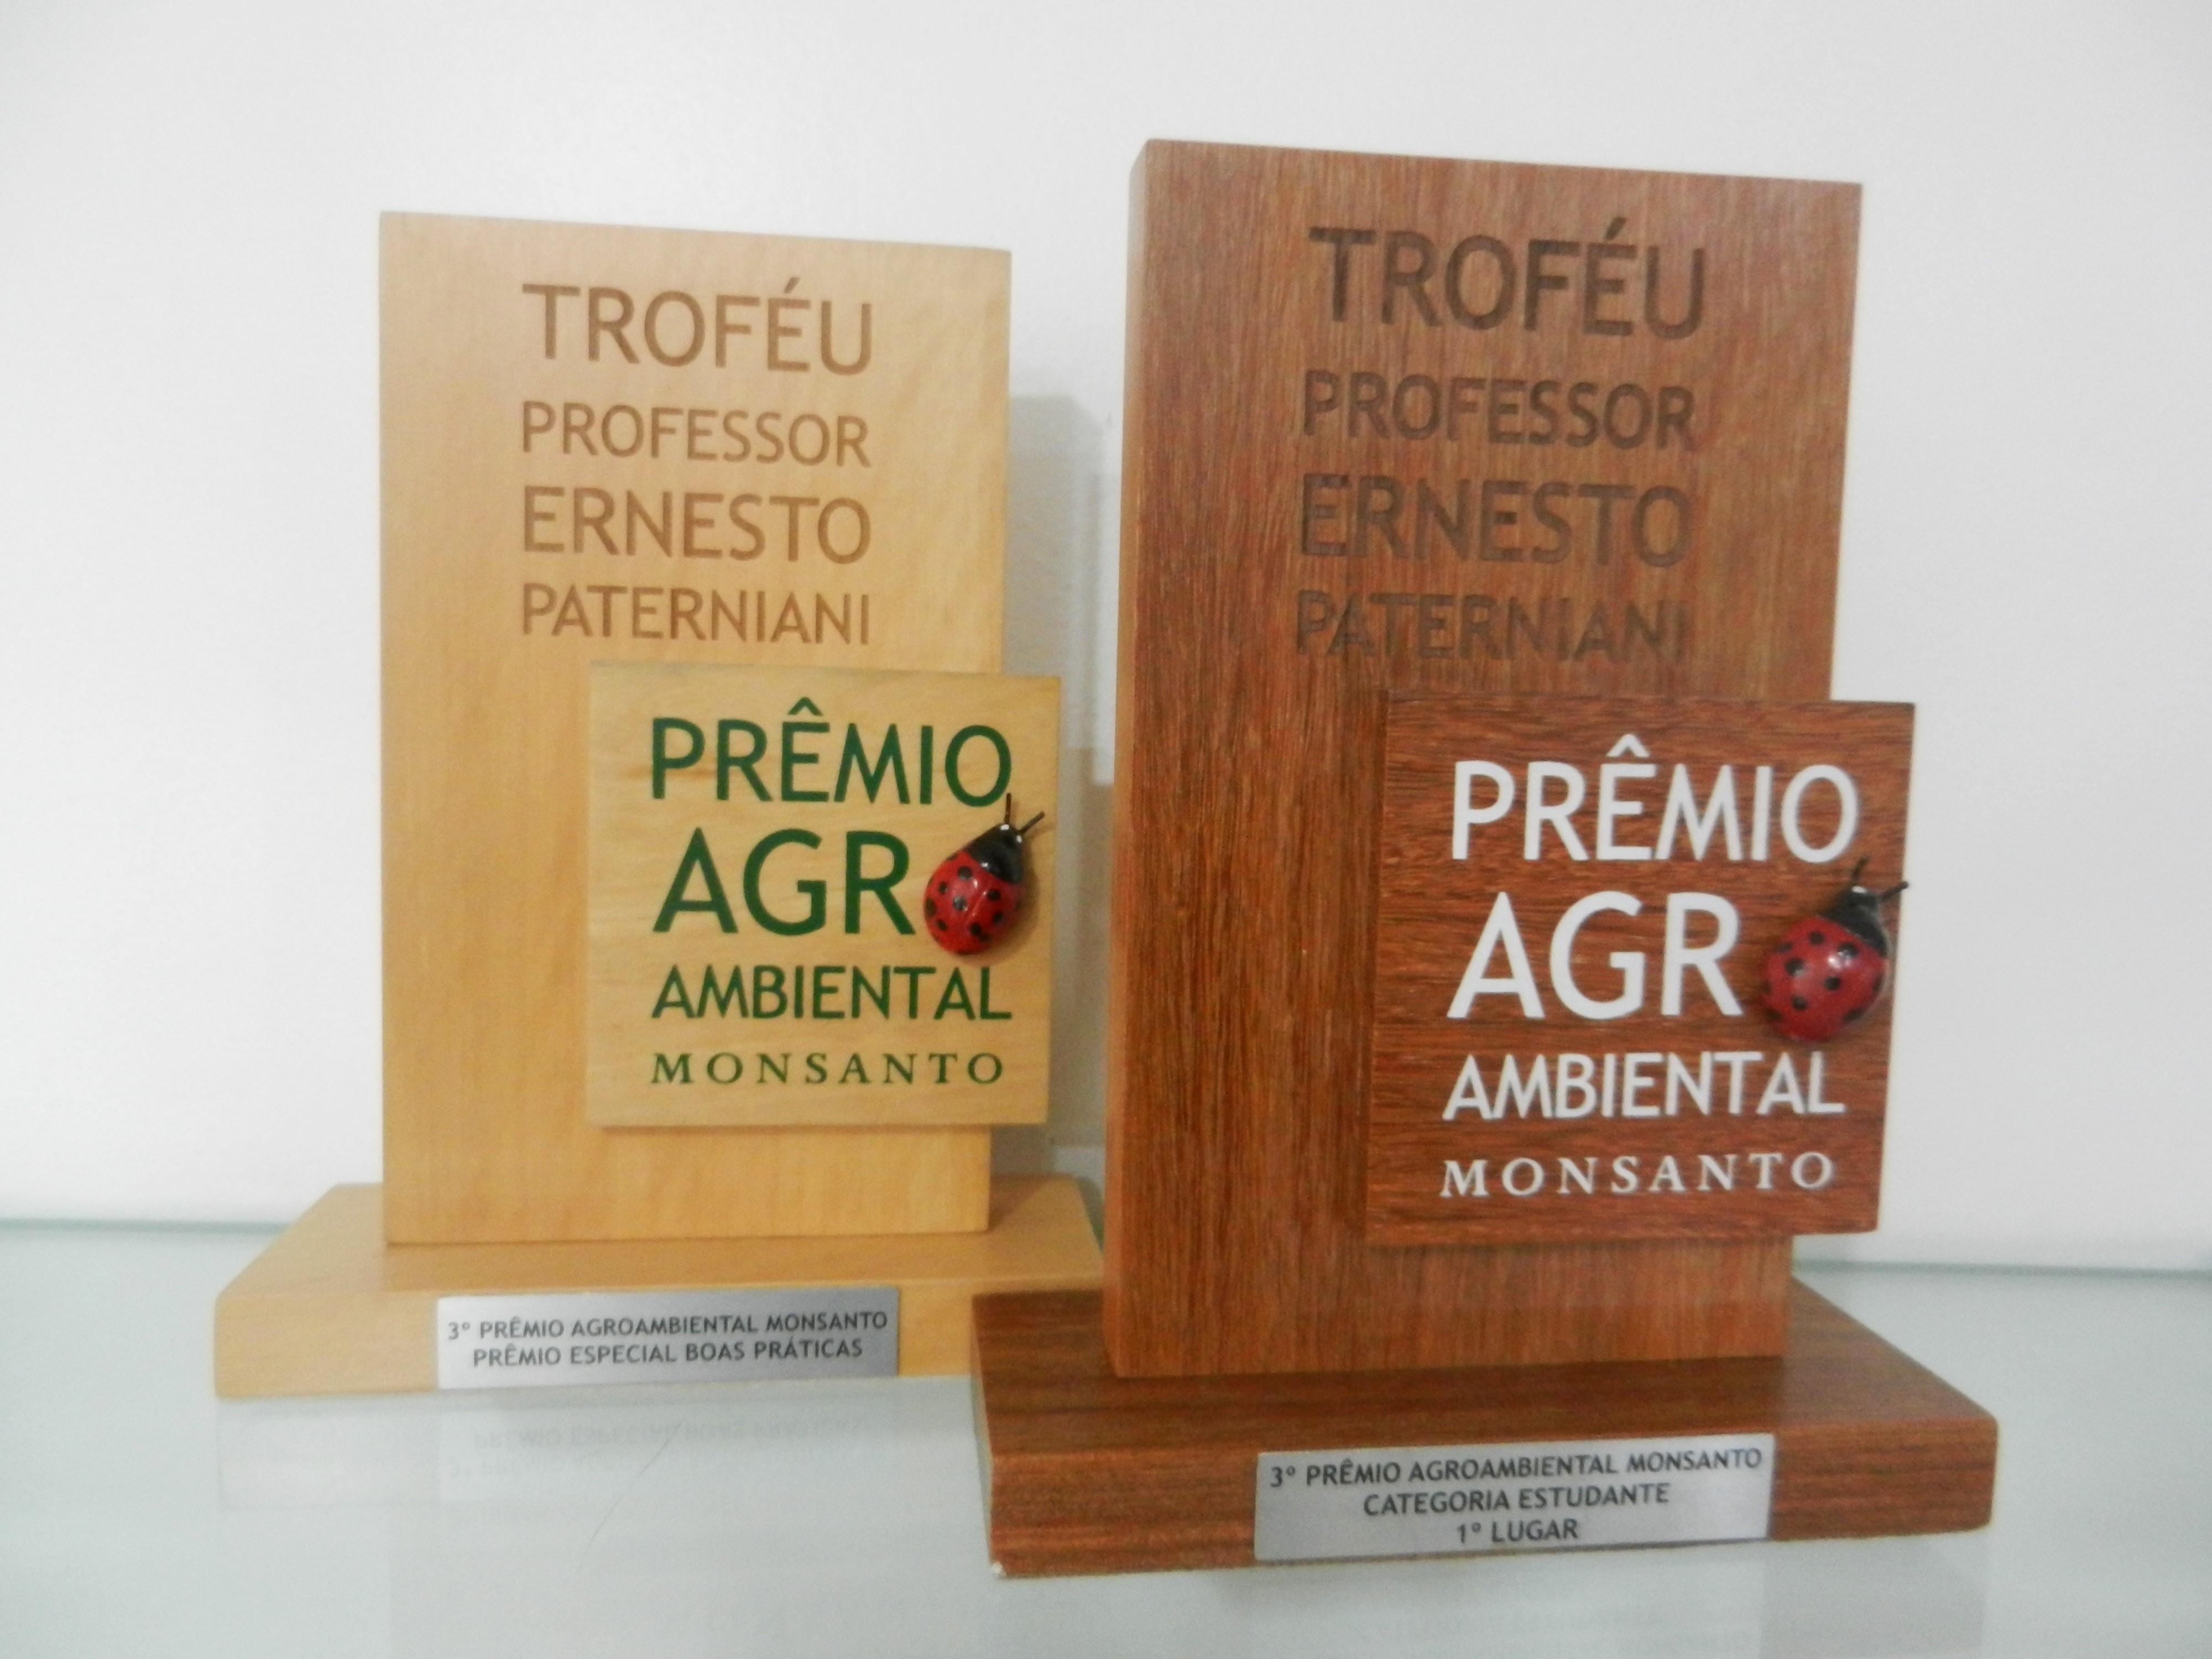 TROFÉU
PROFESSOR
ERNESTO
PATERNIANI
PRÊMIO
AGR
AMBIENTAL
MONSANTO
3º PRÊMIO AGROAMBIENTAL MONSANTO
PRÊMIO ESPECIAL BOAS PRÁTICAS
TROFÉU
PROFESSOR
ERNESTO
PATERNIANI
PRÊMIO
AGR
AMBIENTAL
MONSANTO
3º PRÊMIO AGROAMBIENTAL MONSANTO
CATEGORIA ESTUDANTE
1º LUGAR